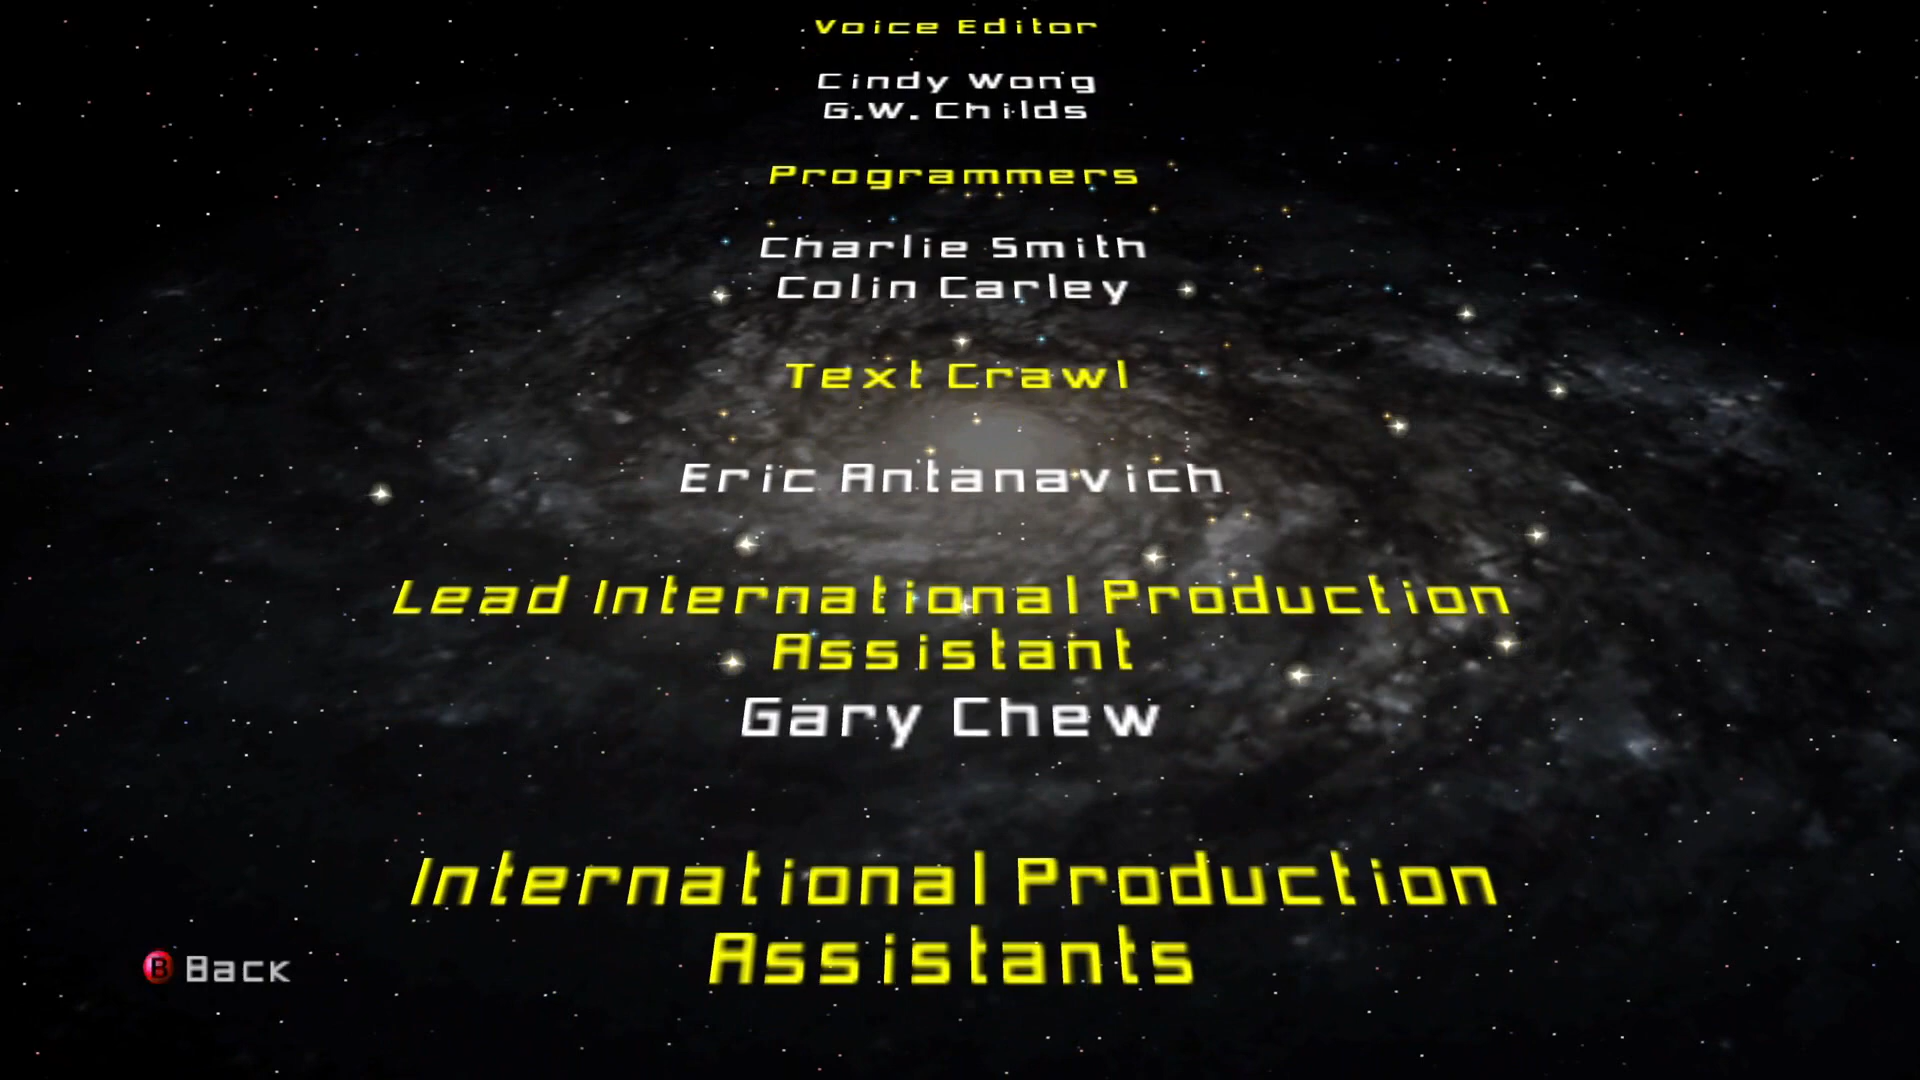 Voice Editor
Cindy Wong
G.W. Childs
Programmers
Charlie Smith
Colin Carley
Text Crawl
Eric Antanavich
Lead International Production
Assistant
Gary Chew
International Production
Assistants
B Back